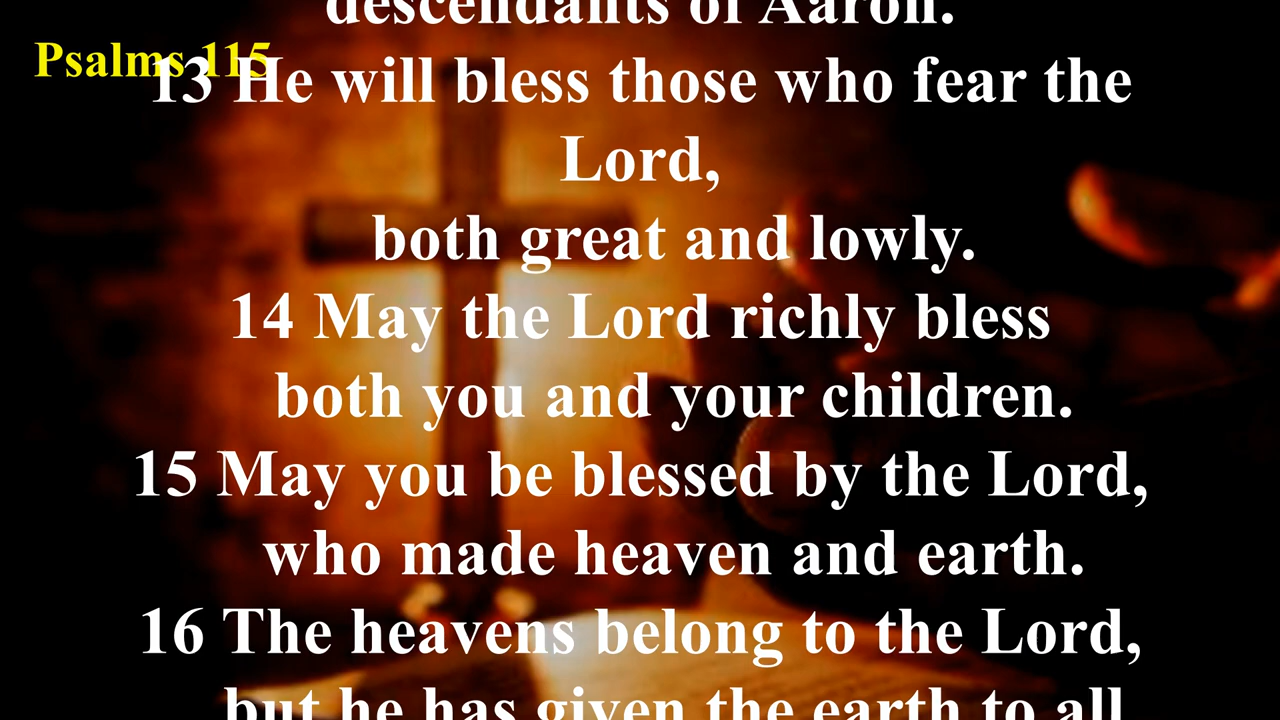 descendants of Aaron.
Psalms 115
13 He will bless those who fear the
Lord,
both great and lowly.
14 May the Lord richly bless
both you and your children.
15 May you be blessed by the Lord,
who made heaven and earth.
16 The heavens belong to the Lord,
but he has given the earth to all